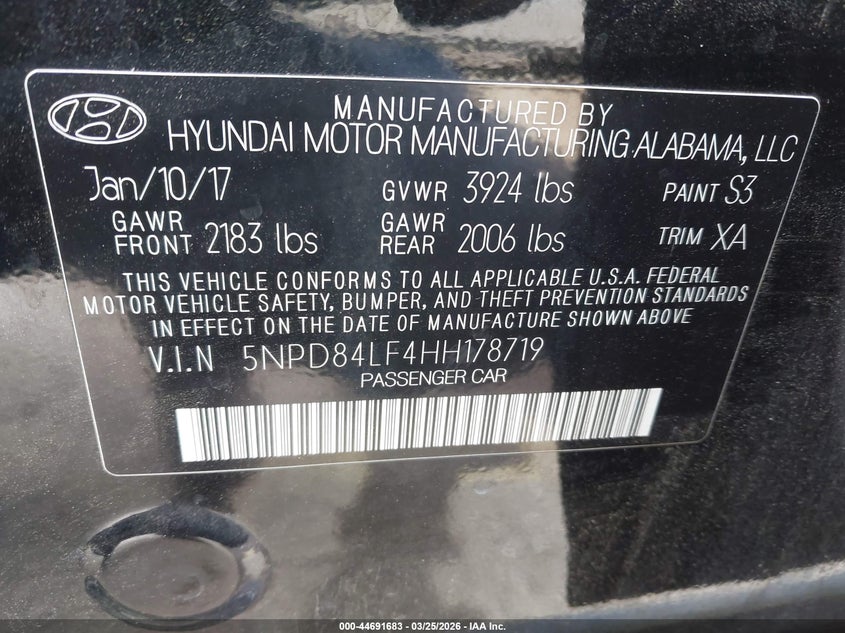 MANUFACTURED BY
HYUNDAI MOTOR MANUFACTURING ALABAMA, LLC
Jan/10/17 GVWR 3924 lbs PAINT S3
GAWR FRONT 2183 lbs GAWR REAR 2006 lbs TRIM XA
THIS VEHICLE CONFORMS TO ALL APPLICABLE U.S.A. FEDERAL
MOTOR VEHICLE SAFETY, BUMPER, AND THEFT PREVENTION STANDARDS
IN EFFECT ON THE DATE OF MANUFACTURE SHOWN ABOVE
V.I.N 5NPD84LF4HH178719
PASSENGER CAR
000-44691683 / 03/25/2026 - IAA Inc.